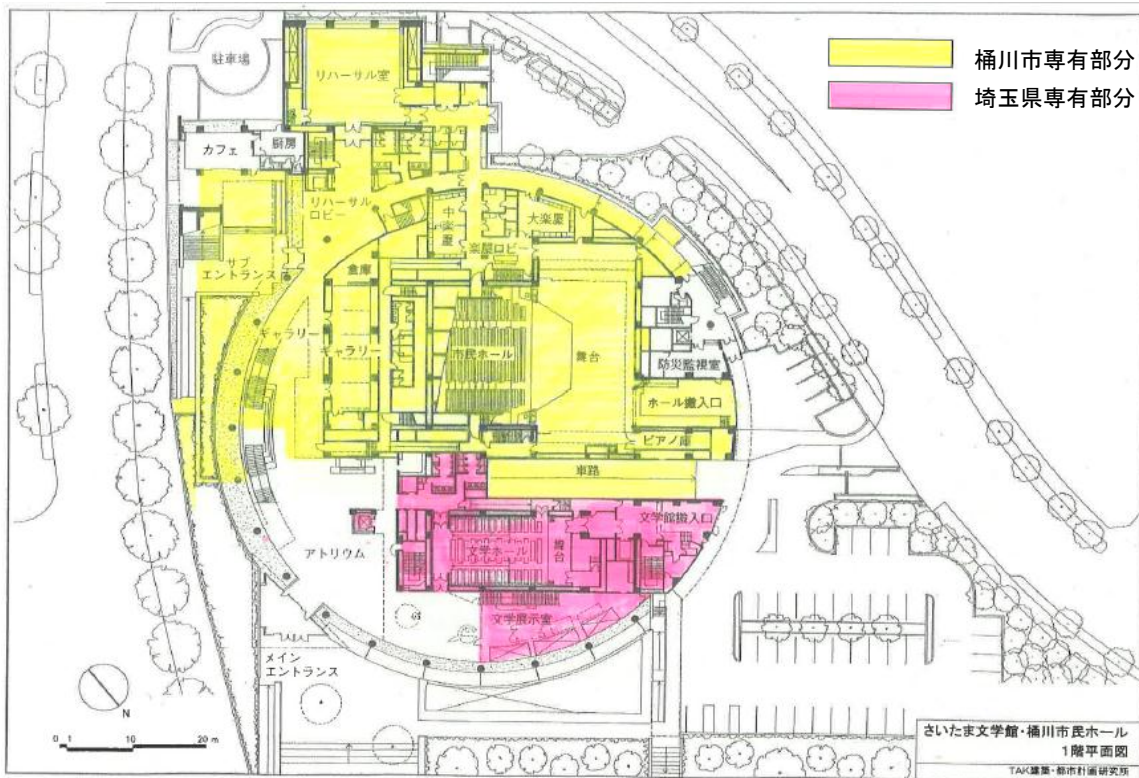 桶川市専有部分
埼玉県専有部分
駐車場
リハーサル室
カフェ
厨房
リハーサル
ロビー
中楽屋
大楽屋
楽屋ロビー
サブ
エントランス
倉庫
ギャラリー
ギャラリー
市民ホール
舞台
防災監視室
ホール搬入口
ピアノ庫
車路
文学館搬入口
アトリウム
文学ホール
舞台
文学展示室
メイン
エントランス
N
0 1 10 20 m
さいたま文学館・桶川市民ホール
1階平面図
TAK建築・都市計画研究所